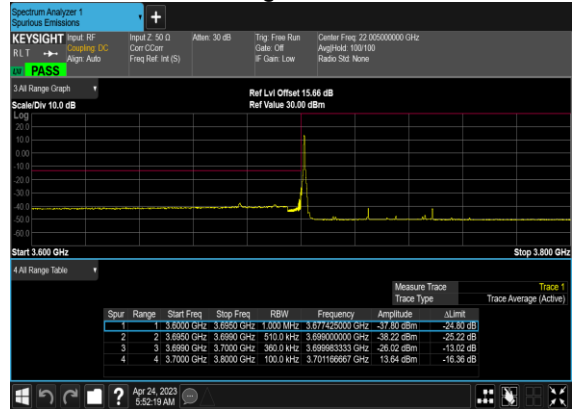 Spectrum Analyzer 1
Spurious Emissions
KEYSIGHT Input: RF Input Z: 50 Ω Atten: 30 dB Trig: Free Run Center Freq: 22.005000000 GHz
RLT Coupling: DC Corr CCorr Gate: Off Avg|Hold: 100/100
Align: Auto Freq Ref: Int (S) IF Gain: Low Radio Std: None
PASS
3 All Range Graph
Ref Lvl Offset 15.66 dB
Scale/Div 10.0 dB Ref Value 30.00 dBm
Log
20.0
10.0
0.00
-10.0
-20.0
-30.0
-40.0
-50.0
-60.0
Start 3.600 GHz Stop 3.800 GHz
4 All Range Table
Measure Trace Trace 1
Trace Type Trace Average (Active)
Spur Range Start Freq Stop Freq RBW Frequency Amplitude ΔLimit
1 1 3.6000 GHz 3.6950 GHz 1.000 MHz 3.677425000 GHz -37.80 dBm -24.80 dB
2 2 3.6950 GHz 3.6990 GHz 510.0 kHz 3.699000000 GHz -38.22 dBm -25.22 dB
3 3 3.6990 GHz 3.7000 GHz 360.0 kHz 3.699983333 GHz -26.02 dBm -13.02 dB
4 4 3.7000 GHz 3.8000 GHz 100.0 kHz 3.701166667 GHz 13.64 dBm -16.36 dB
? Apr 24, 2023
5:52:19 AM